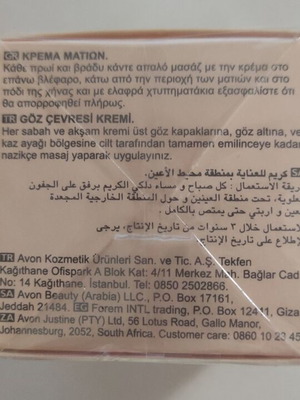 GR ΚΡΕΜΑ ΜΑΤΙΩΝ.
Κάθε πρωί και βράδυ κάντε απαλό μασάζ με την κρέμα στο
επάνω βλέφαρο, κάτω από την περιοχή των ματιών και στο
πόδι της χήνας και με ελαφρά χτυπηματάκια εξασφαλίστε ότι
θα απορροφηθεί πλήρως.
TR GÖZ ÇEVRESİ KREMİ.
Her sabah ve akşam kremi üst göz kapaklarına, göz altına, ve
kaz ayağı bölgesine cilt tarafından tamamen emilinceye kadar
nazikçe masaj yaparak uygulayınız.
SA كريم للعناية بمنطقة محيط الأعين.
يقة الاستعمال: كل صباح و مساء دلكي الكريم برفق على الجفون
وية، تحت منطقة العينين و حول المنطقة الخارجية المجعدة
عين و اربتي حتى يمتص بالكامل.
ستعمال خلال ٣ سنوات من تاريخ الإنتاج، يرجى
لاطلاع على تاريخ الإنتاج.
TR Avon Kozmetik Ürünleri San. ve Tic. A.Ş. Tekfen
Kağıthane Ofispark A Blok Kat: 4/11 Merkez Mah. Bağlar Cad
No: 14 Kağıthane. İstanbul. Tel: 0850 2502866.
SA Avon Beauty (Arabia) LLC., P.O. Box 17161,
Jeddah 21484. EG Forem INTL trading, P.O. Box 12411, Giza
ZA Avon Justine (PTY) Ltd, 56 Lotus Road, Gallo Manor,
Johannesburg, 2052, South Africa. Customer care: 0860 10 23 45